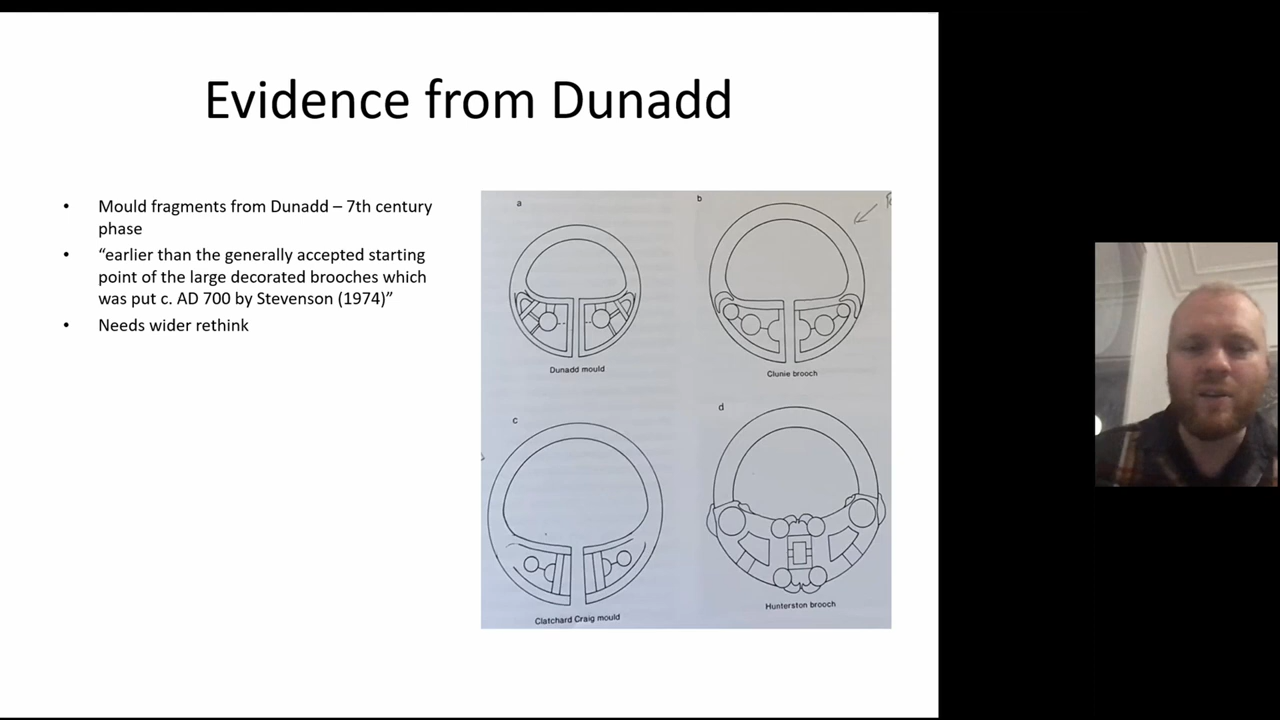 Evidence from Dunadd
• Mould fragments from Dunadd – 7th century
phase
• “earlier than the generally accepted starting
point of the large decorated brooches which
was put c. AD 700 by Stevenson (1974)”
• Needs wider rethink
a
b
Dunadd mould
Clunie brooch
c
d
Clatchard Craig mould
Hunterston brooch